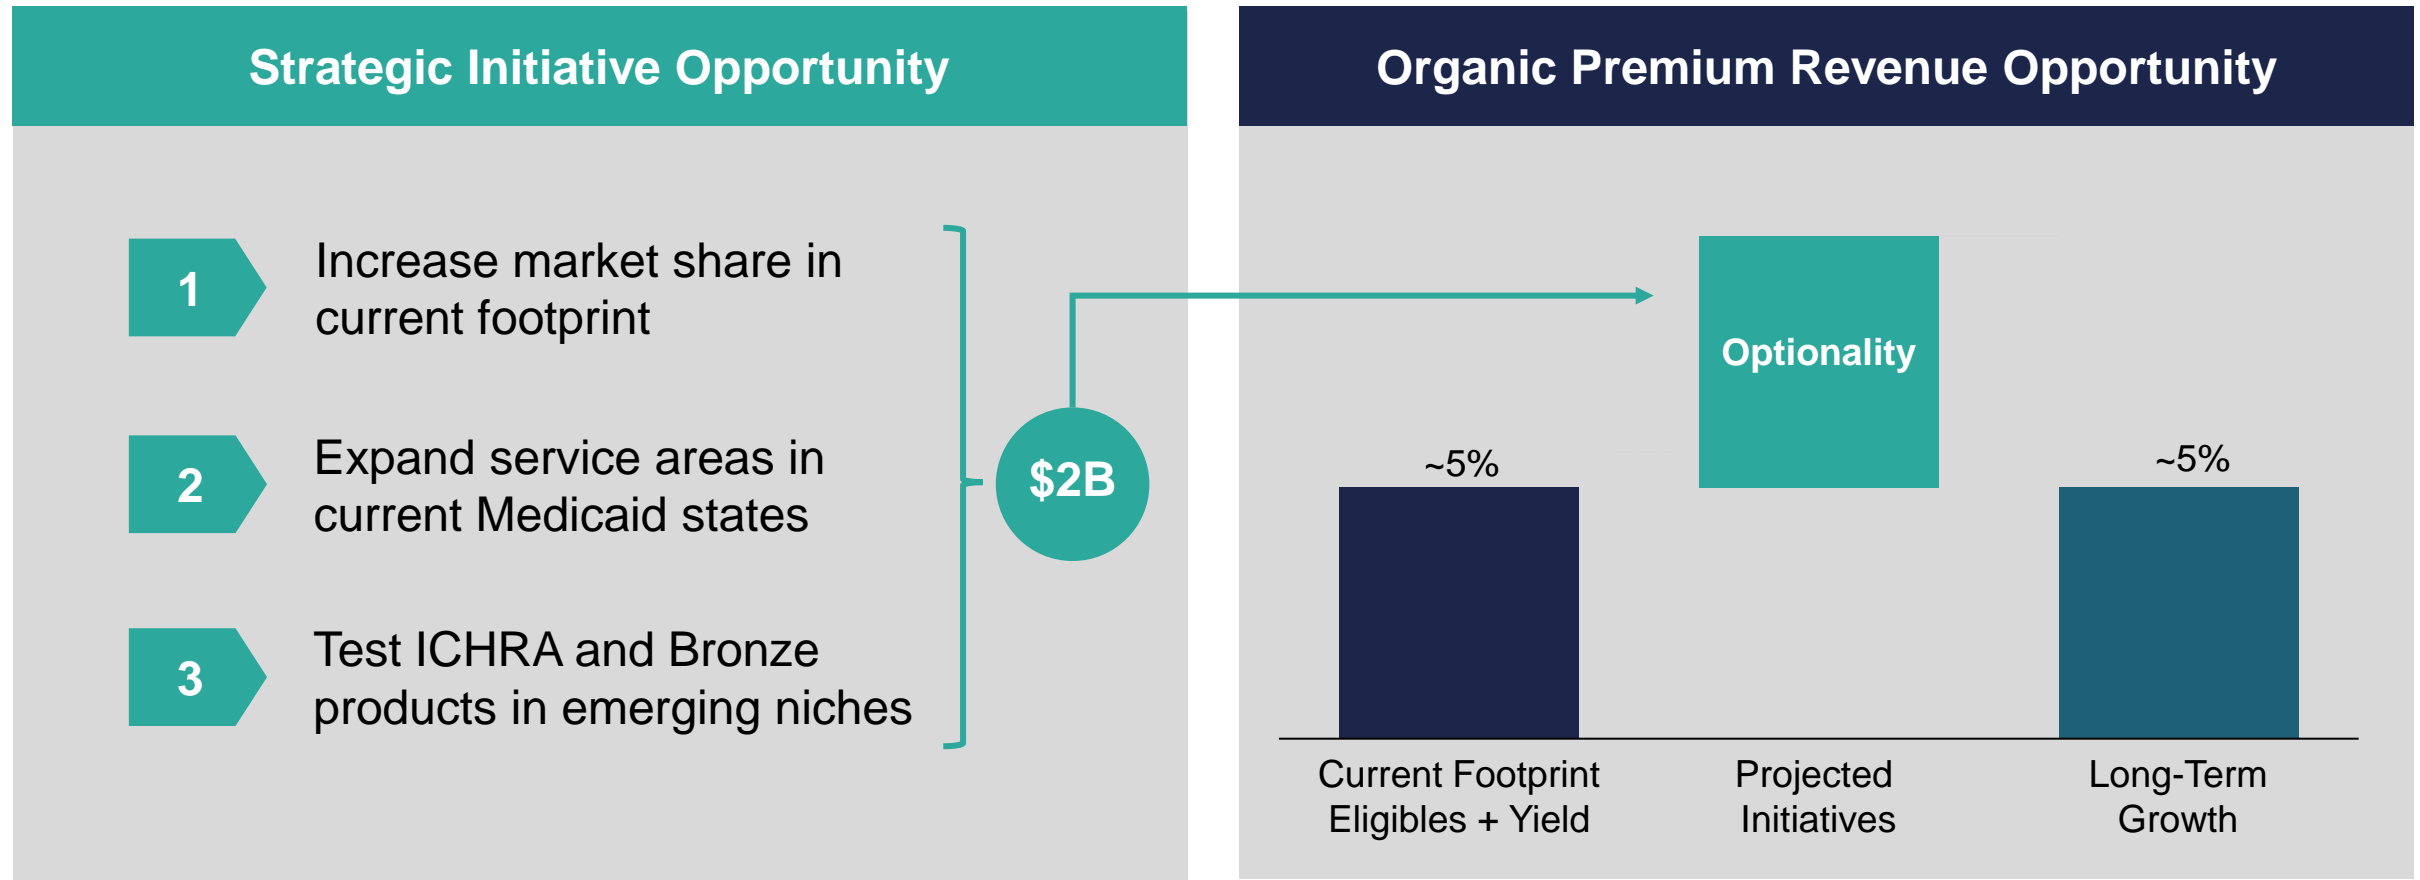 Strategic Initiative Opportunity
1
Increase market share in
current footprint
2
Expand service areas in
current Medicaid states
3
Test ICHRA and Bronze
products in emerging niches
$2B
Organic Premium Revenue Opportunity
~5%
Optionality
~5%
Current Footprint
Eligibles + Yield
Projected
Initiatives
Long-Term
Growth